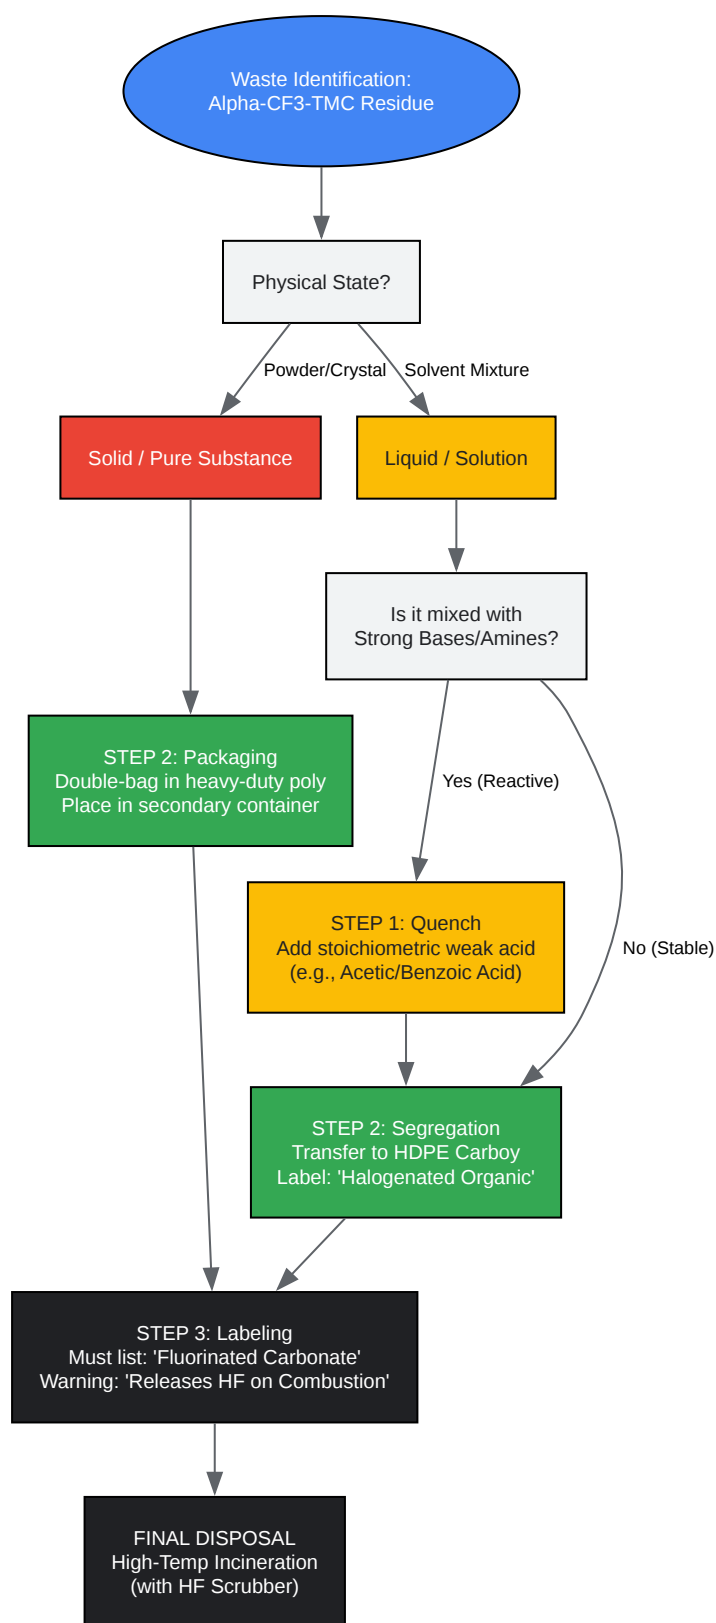 Waste Identification:
Alpha-CF3-TMC Residue
Physical State?
Powder/Crystal
Solvent Mixture
Solid / Pure Substance
Liquid / Solution
Is it mixed with
Strong Bases/Amines?
STEP 2: Packaging
Double-bag in heavy-duty poly
Place in secondary container
Yes (Reactive)
STEP 1: Quench
Add stoichiometric weak acid
(e.g., Acetic/Benzoic Acid)
No (Stable)
STEP 2: Segregation
Transfer to HDPE Carboy
Label: 'Halogenated Organic'
STEP 3: Labeling
Must list: 'Fluorinated Carbonate'
Warning: 'Releases HF on Combustion'
FINAL DISPOSAL
High-Temp Incineration
(with HF Scrubber)